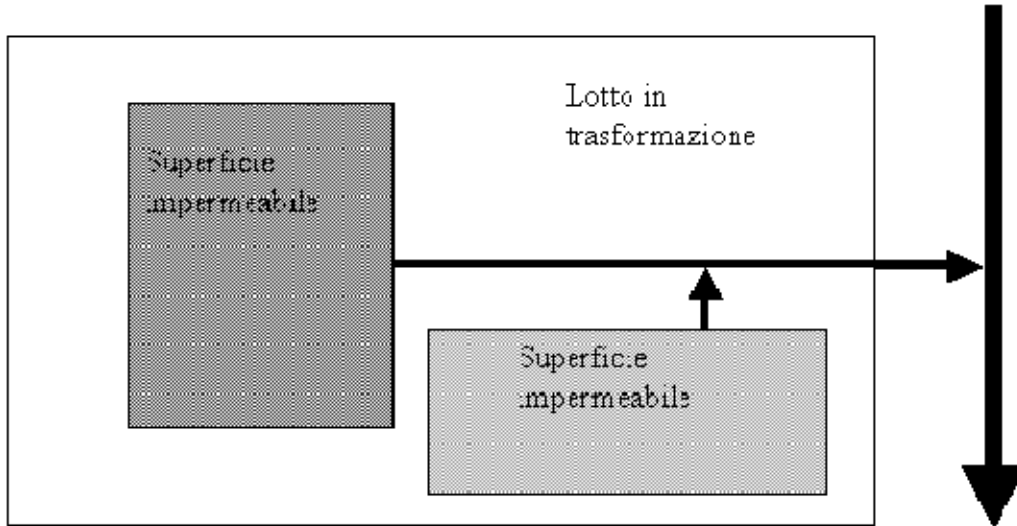 Lotto in
trasformazione
Superficie
impermeabile
Superficie
impermeabile